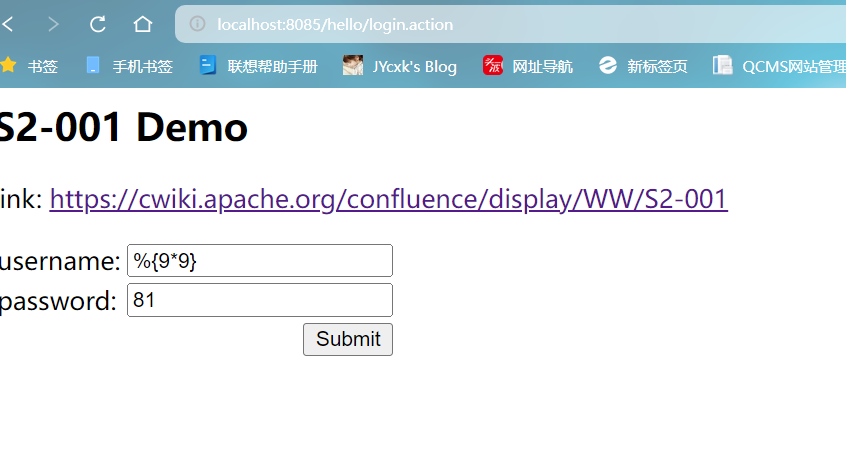 localhost:8085/hello/login.action
书签 手机书签 联想帮助手册 JYcxk's Blog 网址导航 新标签页 QCMS网站管理
S2-001 Demo
ink: https://cwiki.apache.org/confluence/display/WW/S2-001
username: %{9*9}
password: 81
Submit